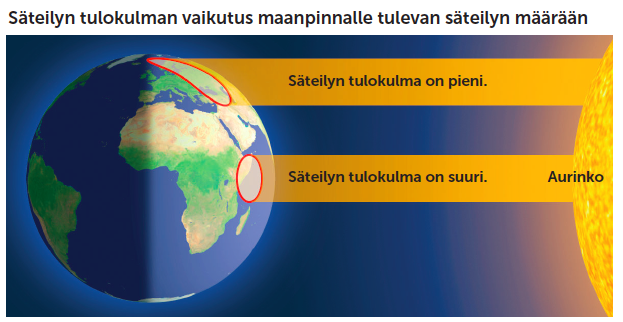 Säteilyn tulokulman vaikutus maanpinnalle tulevan säteilyn määrään
Säteilyn tulokulma on pieni.
Säteilyn tulokulma on suuri.
Aurinko